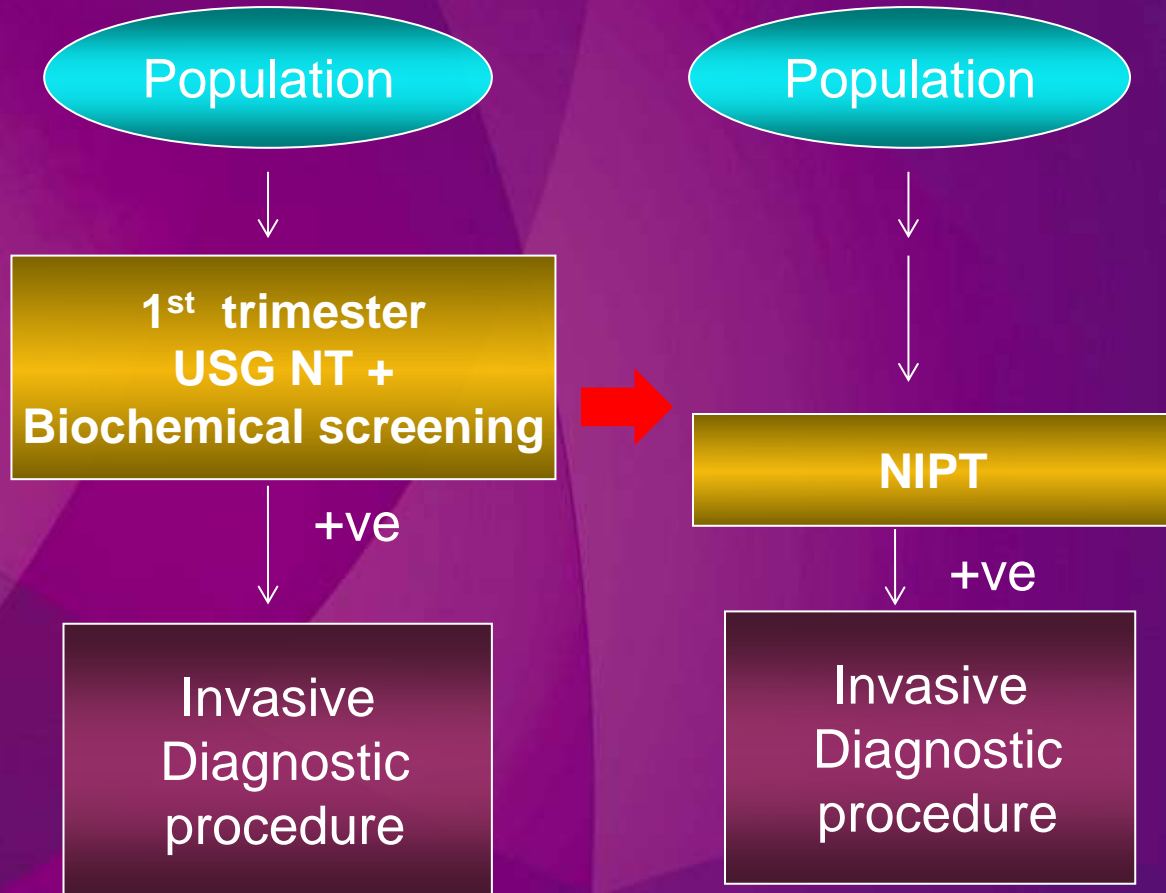 Population
1st trimester
USG NT +
Biochemical screening
+ve
Invasive
Diagnostic
procedure
Population
NIPT
+ve
Invasive
Diagnostic
procedure